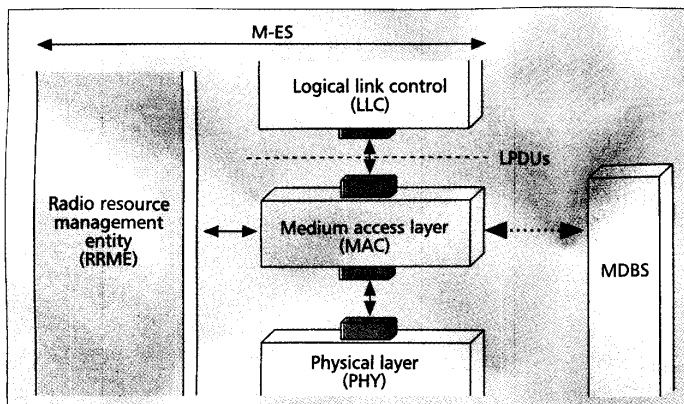 M-ES
Logical link control
(LLC)
LPDUs
Radio resource
management
entity
(RRME)
Medium access layer
(MAC)
MDBS
Physical layer
(PHY)